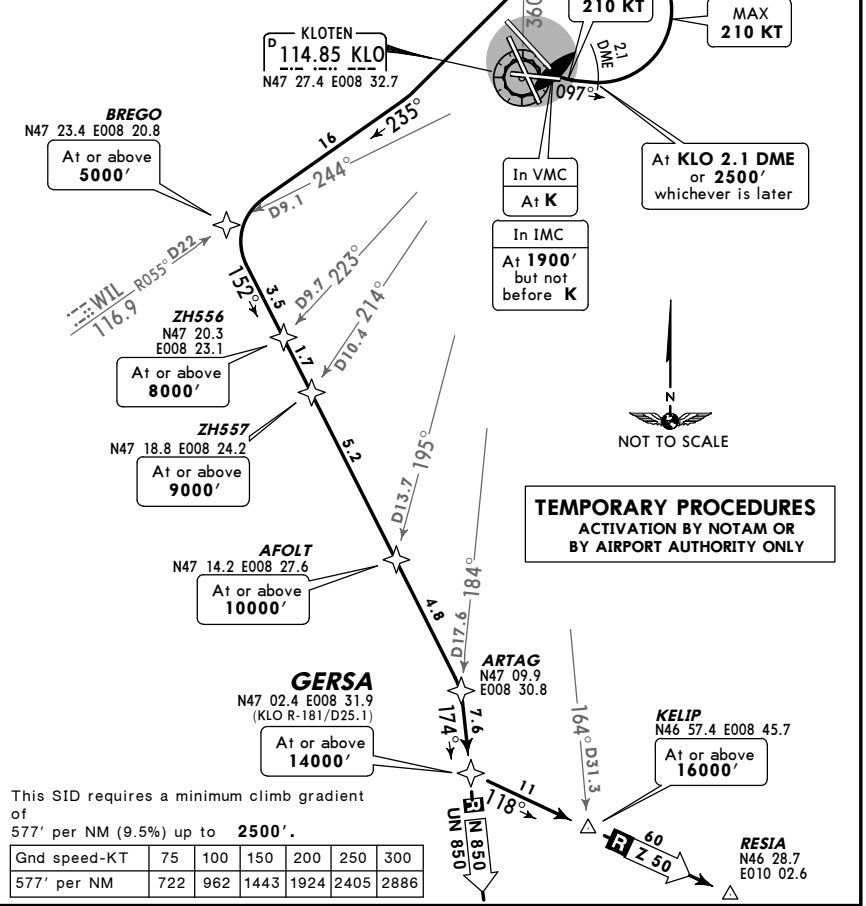 360
210 KT
MAX
210 KT
KLOTEN
D 114.85 KLO
N47 27.4 E008 32.7
2.1
DME
097°
235°
16
BREGO
N47 23.4 E008 20.8
At or above
5000'
244°
D9.1
In VMC
At K
In IMC
At 1900'
but not
before K
At KLO 2.1 DME
or 2500'
whichever is later
WIL R055° D22
116.9
152°
3.5
D9.7 223°
D10.4 214°
ZH556
N47 20.3
E008 23.1
At or above
8000'
1.7
ZH557
N47 18.8 E008 24.2
At or above
9000'
5.2
D13.7 195°
N
NOT TO SCALE
TEMPORARY PROCEDURES
ACTIVATION BY NOTAM OR
BY AIRPORT AUTHORITY ONLY
AFOLT
N47 14.2 E008 27.6
At or above
10000'
4.8
D17.6 184°
ARTAG
N47 09.9
E008 30.8
GERSA
N47 02.4 E008 31.9
(KLO R-181/D25.1)
At or above
14000'
174°
7.6
164° D31.3
KELIP
N46 57.4 E008 45.7
At or above
16000'
11
118°
R N 850
UN 850
60
R Z 50
RESIA
N46 28.7
E010 02.6
This SID requires a minimum climb gradient
of
577' per NM (9.5%) up to 2500'.
Gnd speed-KT 75 100 150 200 250 300
577' per NM 722 962 1443 1924 2405 2886